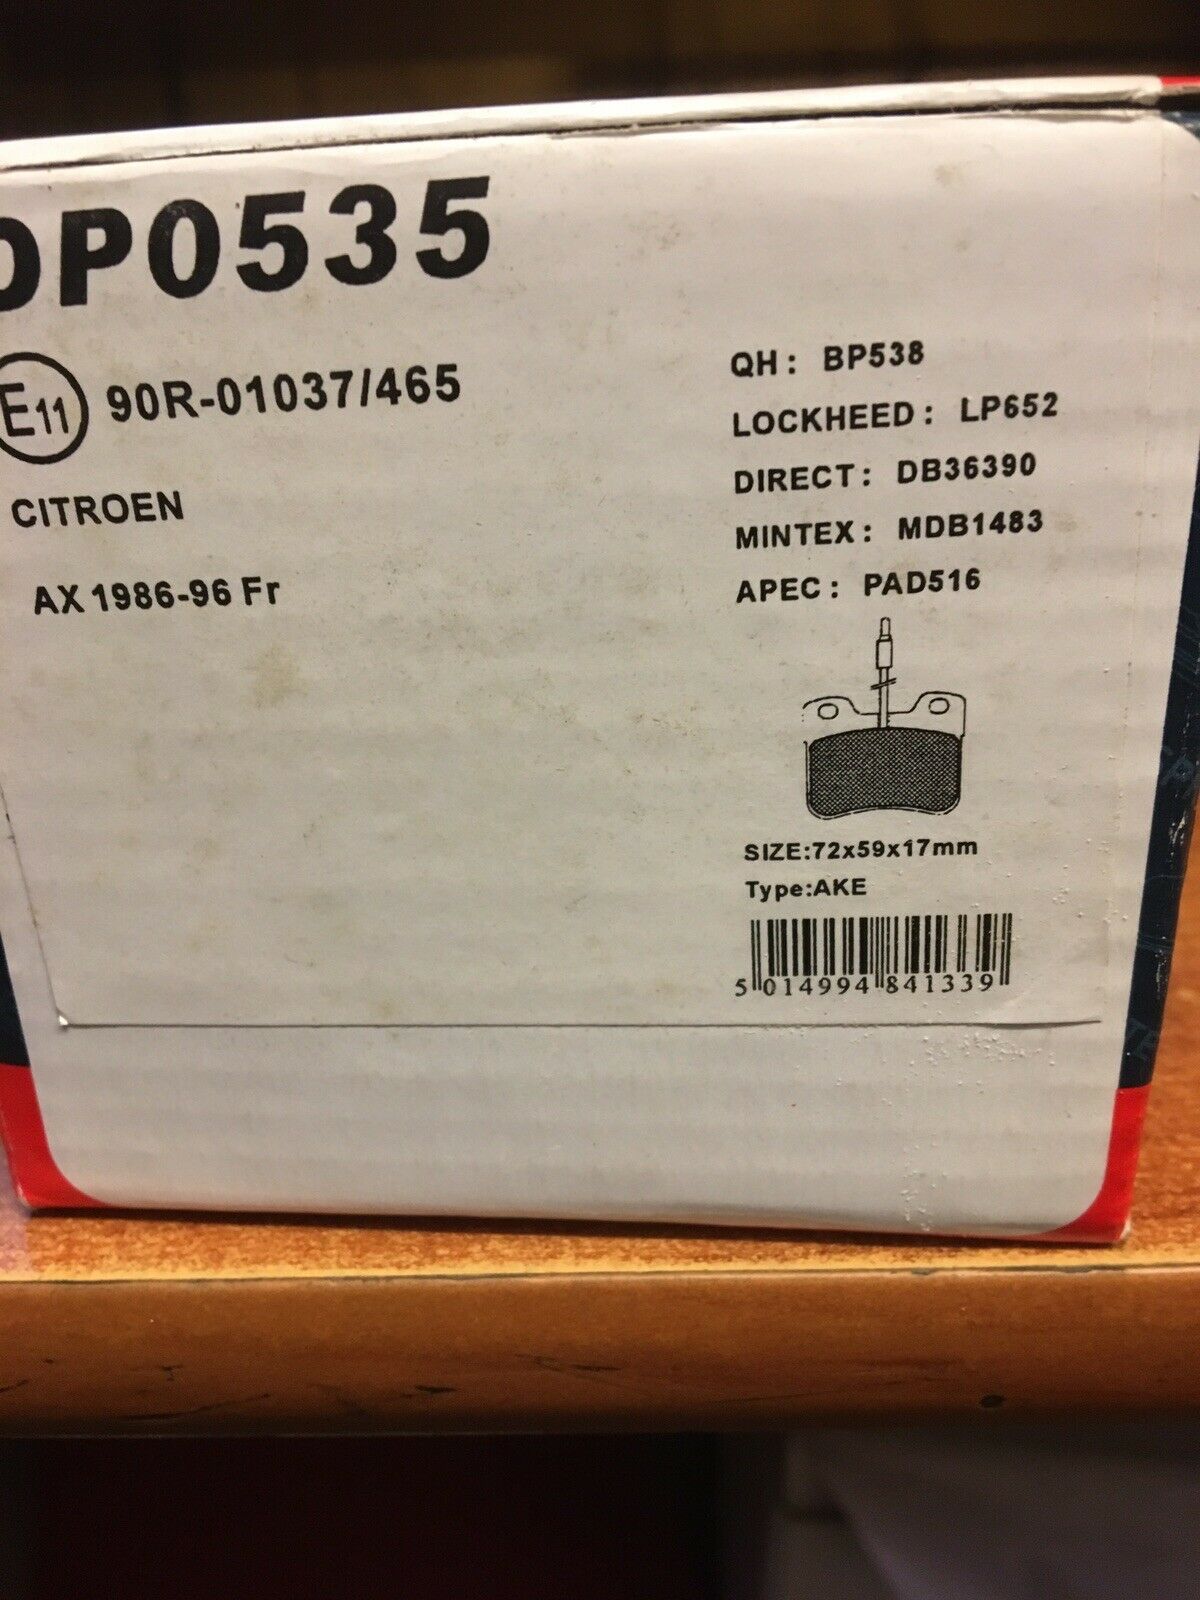 DP0535
E11 90R-01037/465
CITROEN
AX 1986-96 Fr
QH: BP538
LOCKHEED: LP652
DIRECT: DB36390
MINTEX: MDB1483
APEC: PAD516
SIZE:72x59x17mm
Type:AKE
5 014994 841339